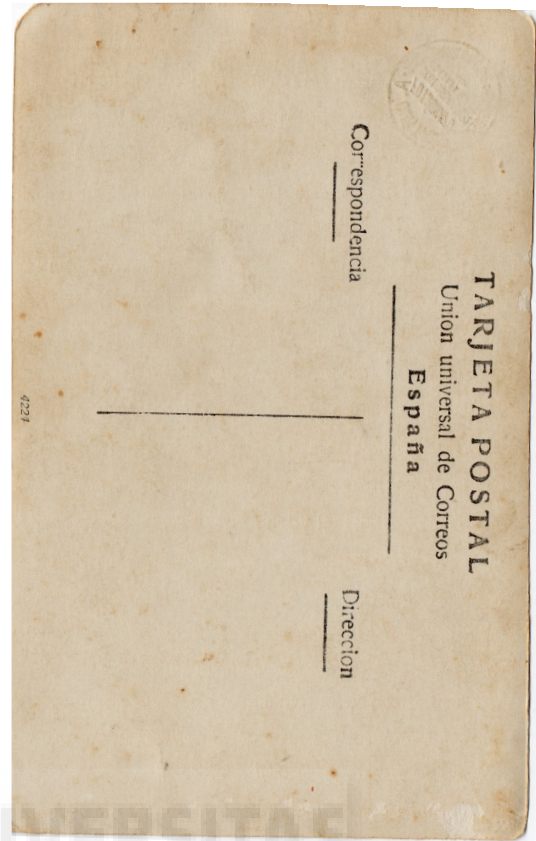 TARJETA POSTAL
Union universal de Correos
España
Correspondencia
Direccion
4221